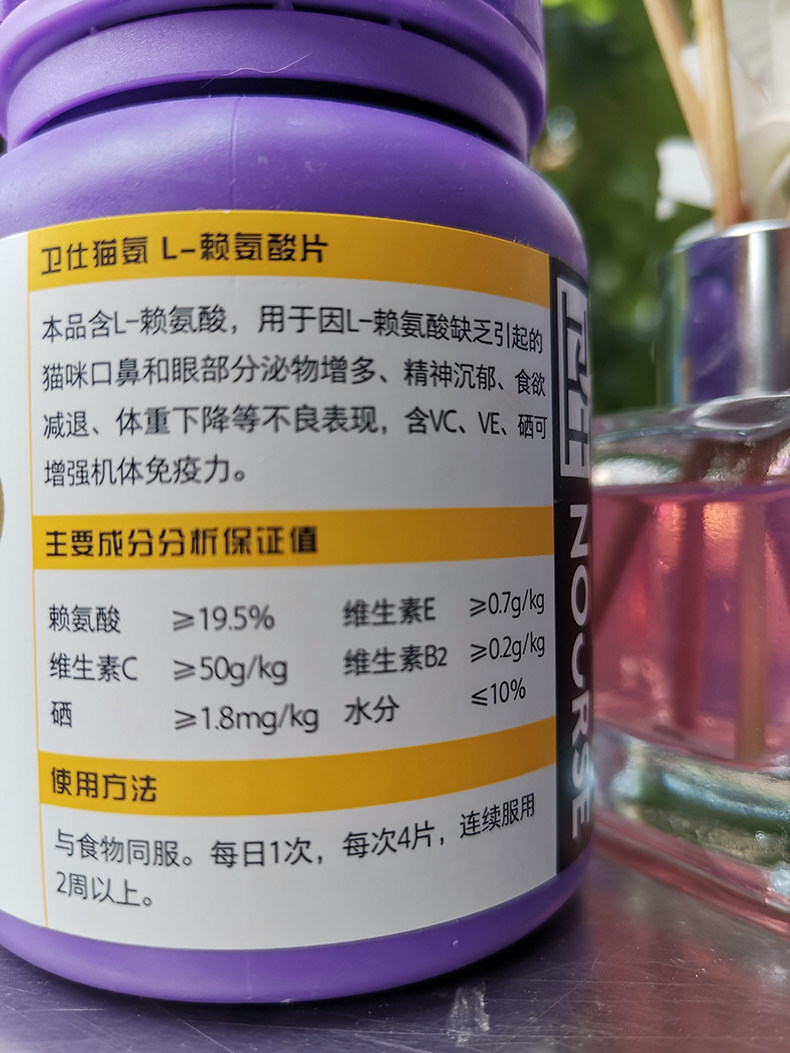 卫仕猫氨 L-赖氨酸片
本品含L-赖氨酸，用于因L-赖氨酸缺乏引起的
猫咪口鼻和眼部分泌物增多、精神沉郁、食欲
减退、体重下降等不良表现，含VC、VE、硒可
增强机体免疫力。
主要成分分析保证值
赖氨酸 ≥19.5% 维生素E ≥0.7g/kg
维生素C ≥50g/kg 维生素B2 ≥0.2g/kg
硒 ≥1.8mg/kg 水分 ≤10%
使用方法
与食物同服。每日1次，每次4片，连续服用
2周以上。
卫仕 NOURSE